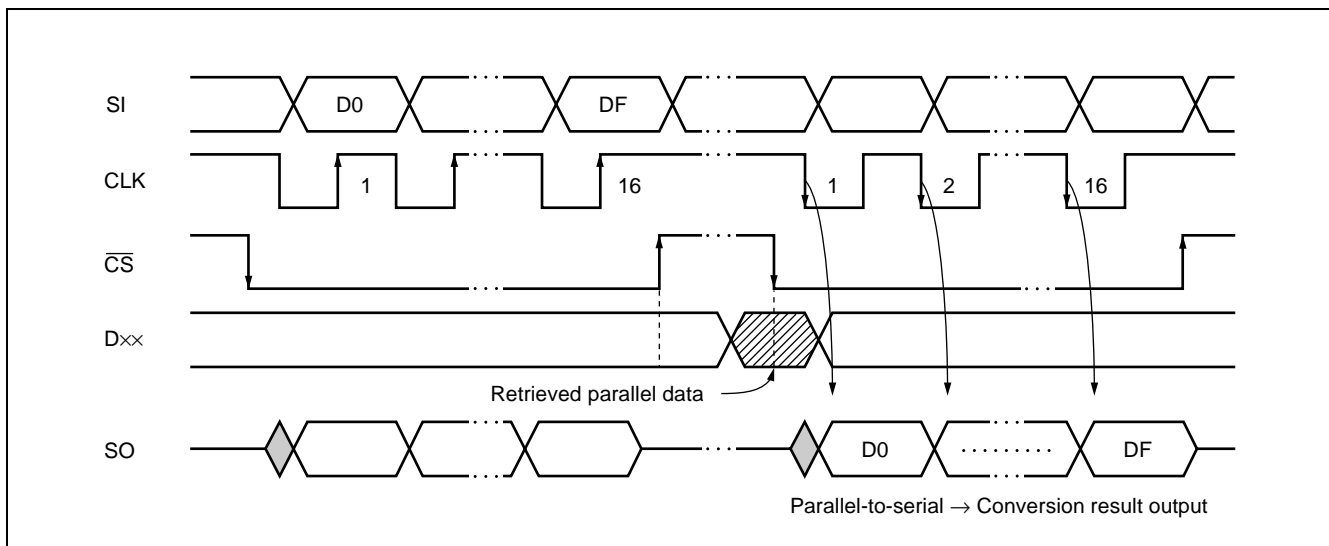 SI D0 DF
CLK 1 16 1 2 16
CS
D××
Retrieved parallel data
SO D0 DF
Parallel-to-serial → Conversion result output